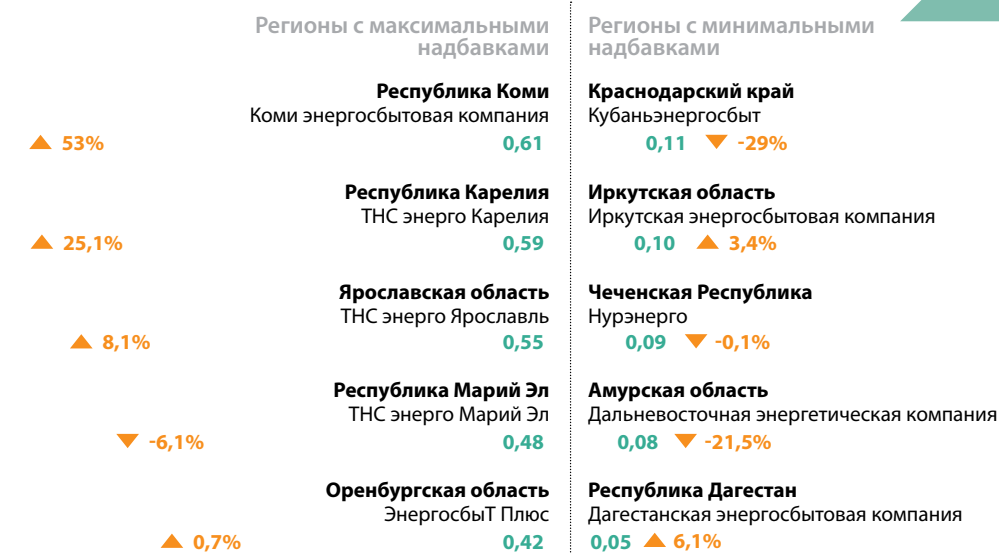 Регионы с максимальными
надбавками
Республика Коми
Коми энергосбытовая компания
53%
0,61
Республика Карелия
ТНС энерго Карелия
25,1%
0,59
Ярославская область
ТНС энерго Ярославль
8,1%
0,55
Республика Марий Эл
ТНС энерго Марий Эл
-6,1%
0,48
Оренбургская область
ЭнергосбыТ Плюс
0,7%
0,42
Регионы с минимальными
надбавками
Краснодарский край
Кубаньэнергосбыт
0,11 -29%
Иркутская область
Иркутская энергосбытовая компания
0,10 3,4%
Чеченская Республика
Нурэнерго
0,09 -0,1%
Амурская область
Дальневосточная энергетическая компания
0,08 -21,5%
Республика Дагестан
Дагестанская энергосбытовая компания
0,05 6,1%